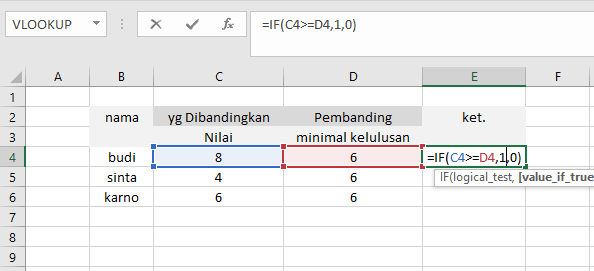 VLOOKUP =IF(C4>=D4,1,0)
A B C D E F
1
2 nama yg Dibandingkan Pembanding ket.
3 Nilai minimal kelulusan
4 budi 8 6 =IF(C4>=D4,1,0)
5 sinta 4 6 IF(logical_test, [value_if_true
6 karno 6 6
7
8
9